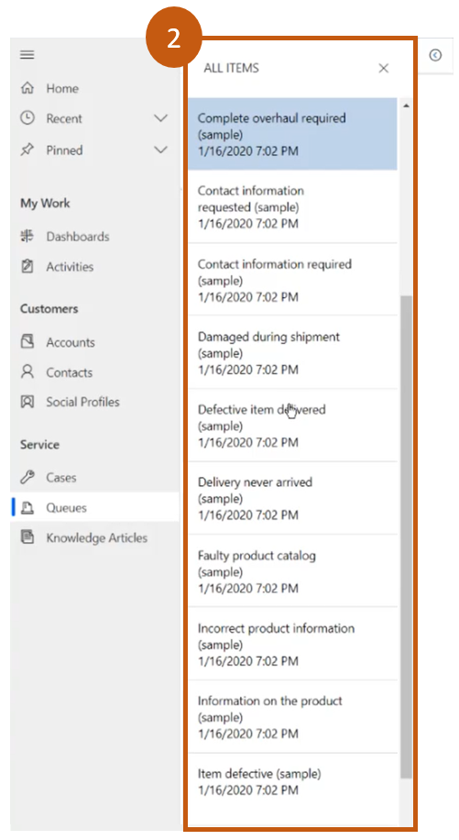 2
ALL ITEMS
Home
Recent
Pinned
My Work
Dashboards
Activities
Customers
Accounts
Contacts
Social Profiles
Service
Cases
Queues
Knowledge Articles
Complete overhaul required
(sample)
1/16/2020 7:02 PM
Contact information
requested (sample)
1/16/2020 7:02 PM
Contact information required
(sample)
1/16/2020 7:02 PM
Damaged during shipment
(sample)
1/16/2020 7:02 PM
Defective item delivered
(sample)
1/16/2020 7:02 PM
Delivery never arrived
(sample)
1/16/2020 7:02 PM
Faulty product catalog
(sample)
1/16/2020 7:02 PM
Incorrect product information
(sample)
1/16/2020 7:02 PM
Information on the product
(sample)
1/16/2020 7:02 PM
Item defective (sample)
1/16/2020 7:02 PM